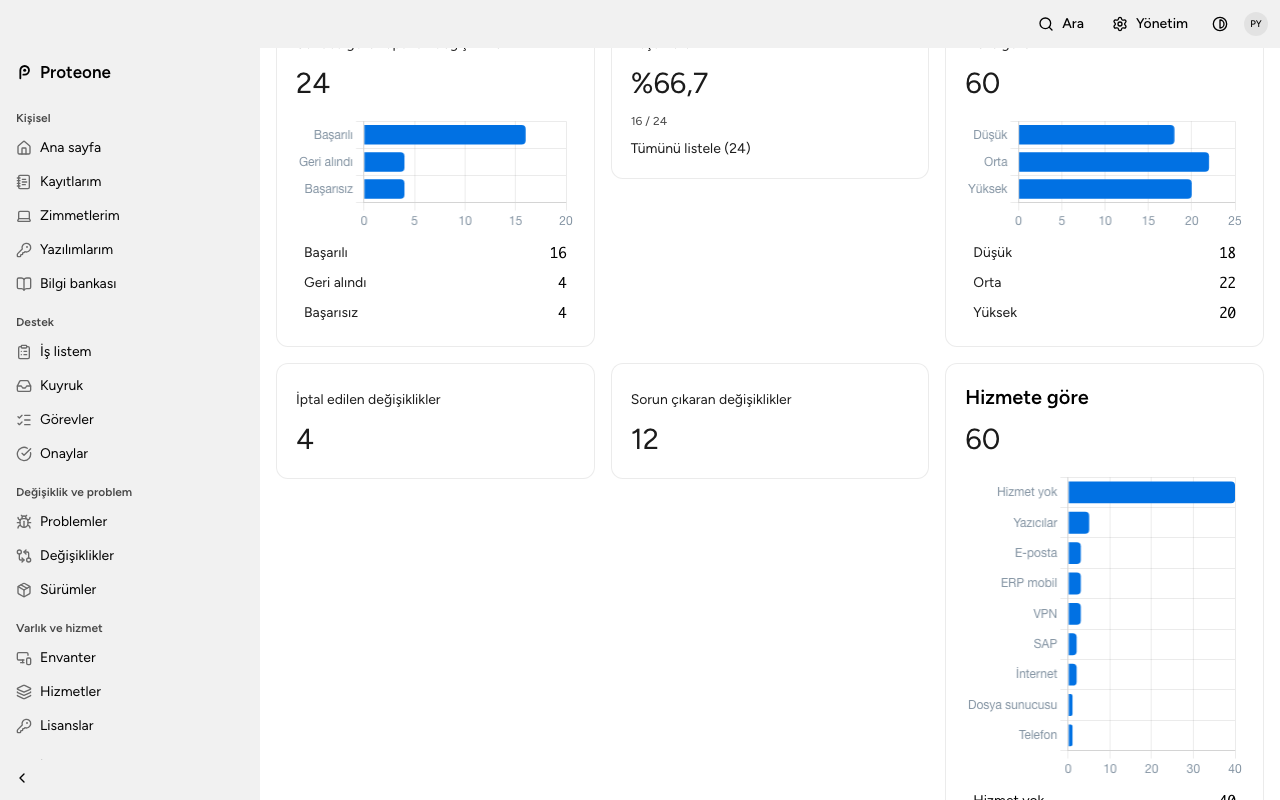 Ara
Yönetim
PY
Proteone
Kişisel
Ana sayfa
Kayıtlarım
Zimmetlerim
Yazılımlarım
Bilgi bankası
Destek
İş listem
Kuyruk
Görevler
Onaylar
Değişiklik ve problem
Problemler
Değişiklikler
Sürümler
Varlık ve hizmet
Envanter
Hizmetler
Lisanslar
24
Başarılı
Geri alındı
Başarısız
0 5 10 15 20
Başarılı 16
Geri alındı 4
Başarısız 4
%66,7
16 / 24
Tümünü listele (24)
60
Düşük
Orta
Yüksek
0 5 10 15 20 25
Düşük 18
Orta 22
Yüksek 20
İptal edilen değişiklikler
4
Sorun çıkaran değişiklikler
12
Hizmete göre
60
Hizmet yok
Yazıcılar
E-posta
ERP mobil
VPN
SAP
İnternet
Dosya sunucusu
Telefon
0 10 20 30 40
Hizmet yok 40